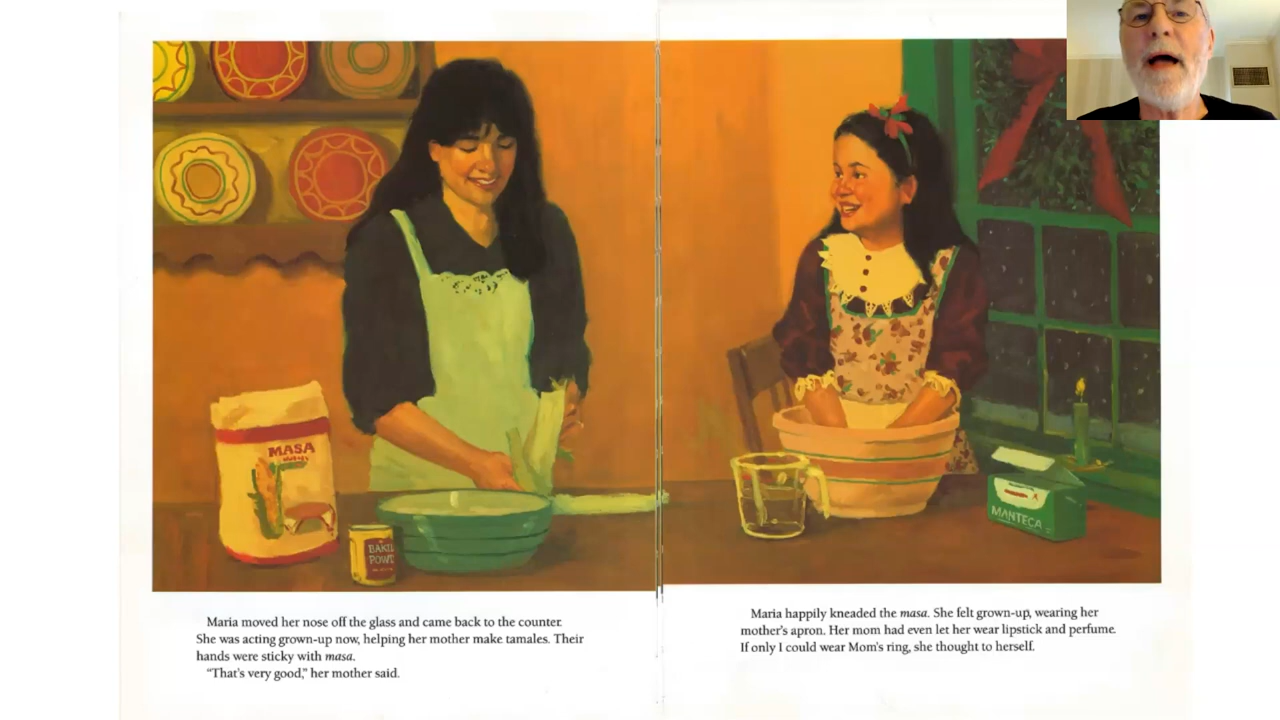 MASA
BAKI
POWI
MANTECA
Maria moved her nose off the glass and came back to the counter.
She was acting grown-up now, helping her mother make tamales. Their
hands were sticky with masa.
“That’s very good,” her mother said.
Maria happily kneaded the masa. She felt grown-up, wearing her
mother’s apron. Her mom had even let her wear lipstick and perfume.
If only I could wear Mom’s ring, she thought to herself.